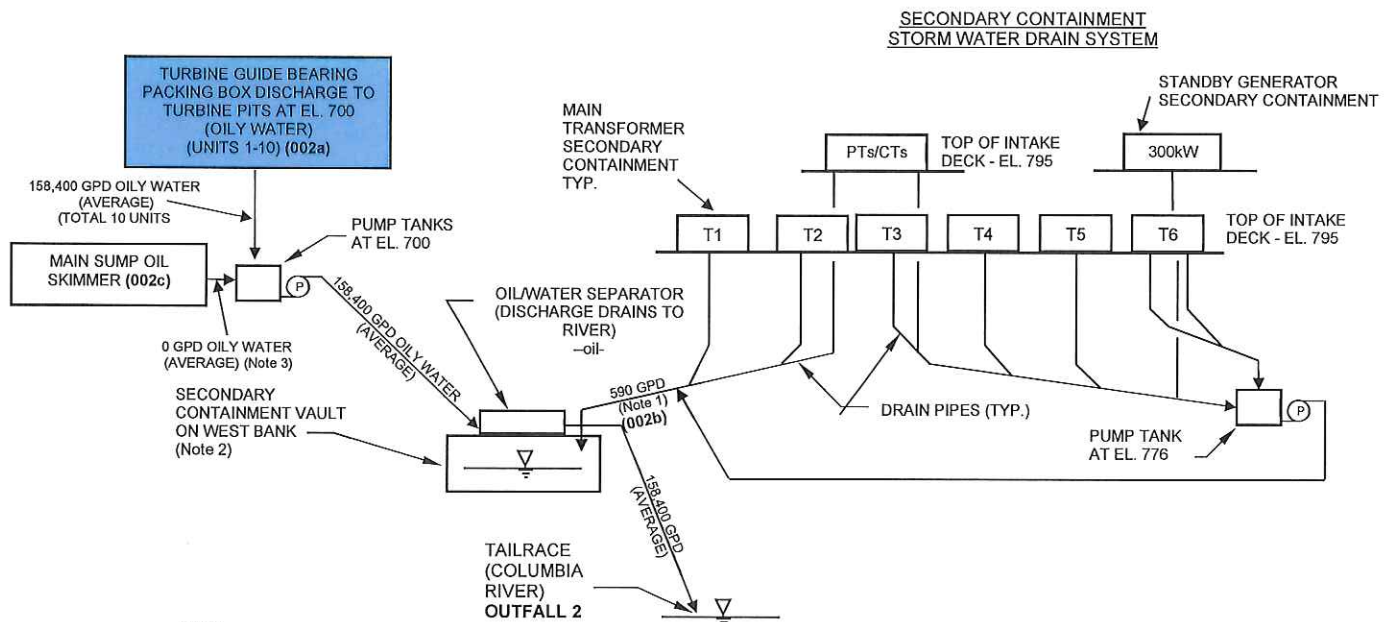 SECONDARY CONTAINMENT
STORM WATER DRAIN SYSTEM
TURBINE GUIDE BEARING
PACKING BOX DISCHARGE TO
TURBINE PITS AT EL. 700
(OILY WATER)
(UNITS 1-10) (002a)
158,400 GPD OILY WATER
(AVERAGE)
(TOTAL 10 UNITS
PUMP TANKS
AT EL. 700
MAIN SUMP OIL
SKIMMER (002c)
P
0 GPD OILY WATER
(AVERAGE) (Note 3)
158,400 GPD OILY WATER
(AVERAGE)
SECONDARY
CONTAINMENT VAULT
ON WEST BANK
(Note 2)
OIL/WATER SEPARATOR
(DISCHARGE DRAINS TO
RIVER)
--oil-
MAIN
TRANSFORMER
SECONDARY
CONTAINMENT
TYP.
PTs/CTs
TOP OF INTAKE
DECK - EL. 795
STANDBY GENERATOR
SECONDARY CONTAINMENT
300kW
T1
T2
T3
T4
T5
T6
TOP OF INTAKE
DECK - EL. 795
590 GPD
(Note 1)
(002b)
DRAIN PIPES (TYP.)
P
PUMP TANK
AT EL. 776
158,400 GPD
(AVERAGE)
TAILRACE
(COLUMBIA
RIVER)
OUTFALL 2